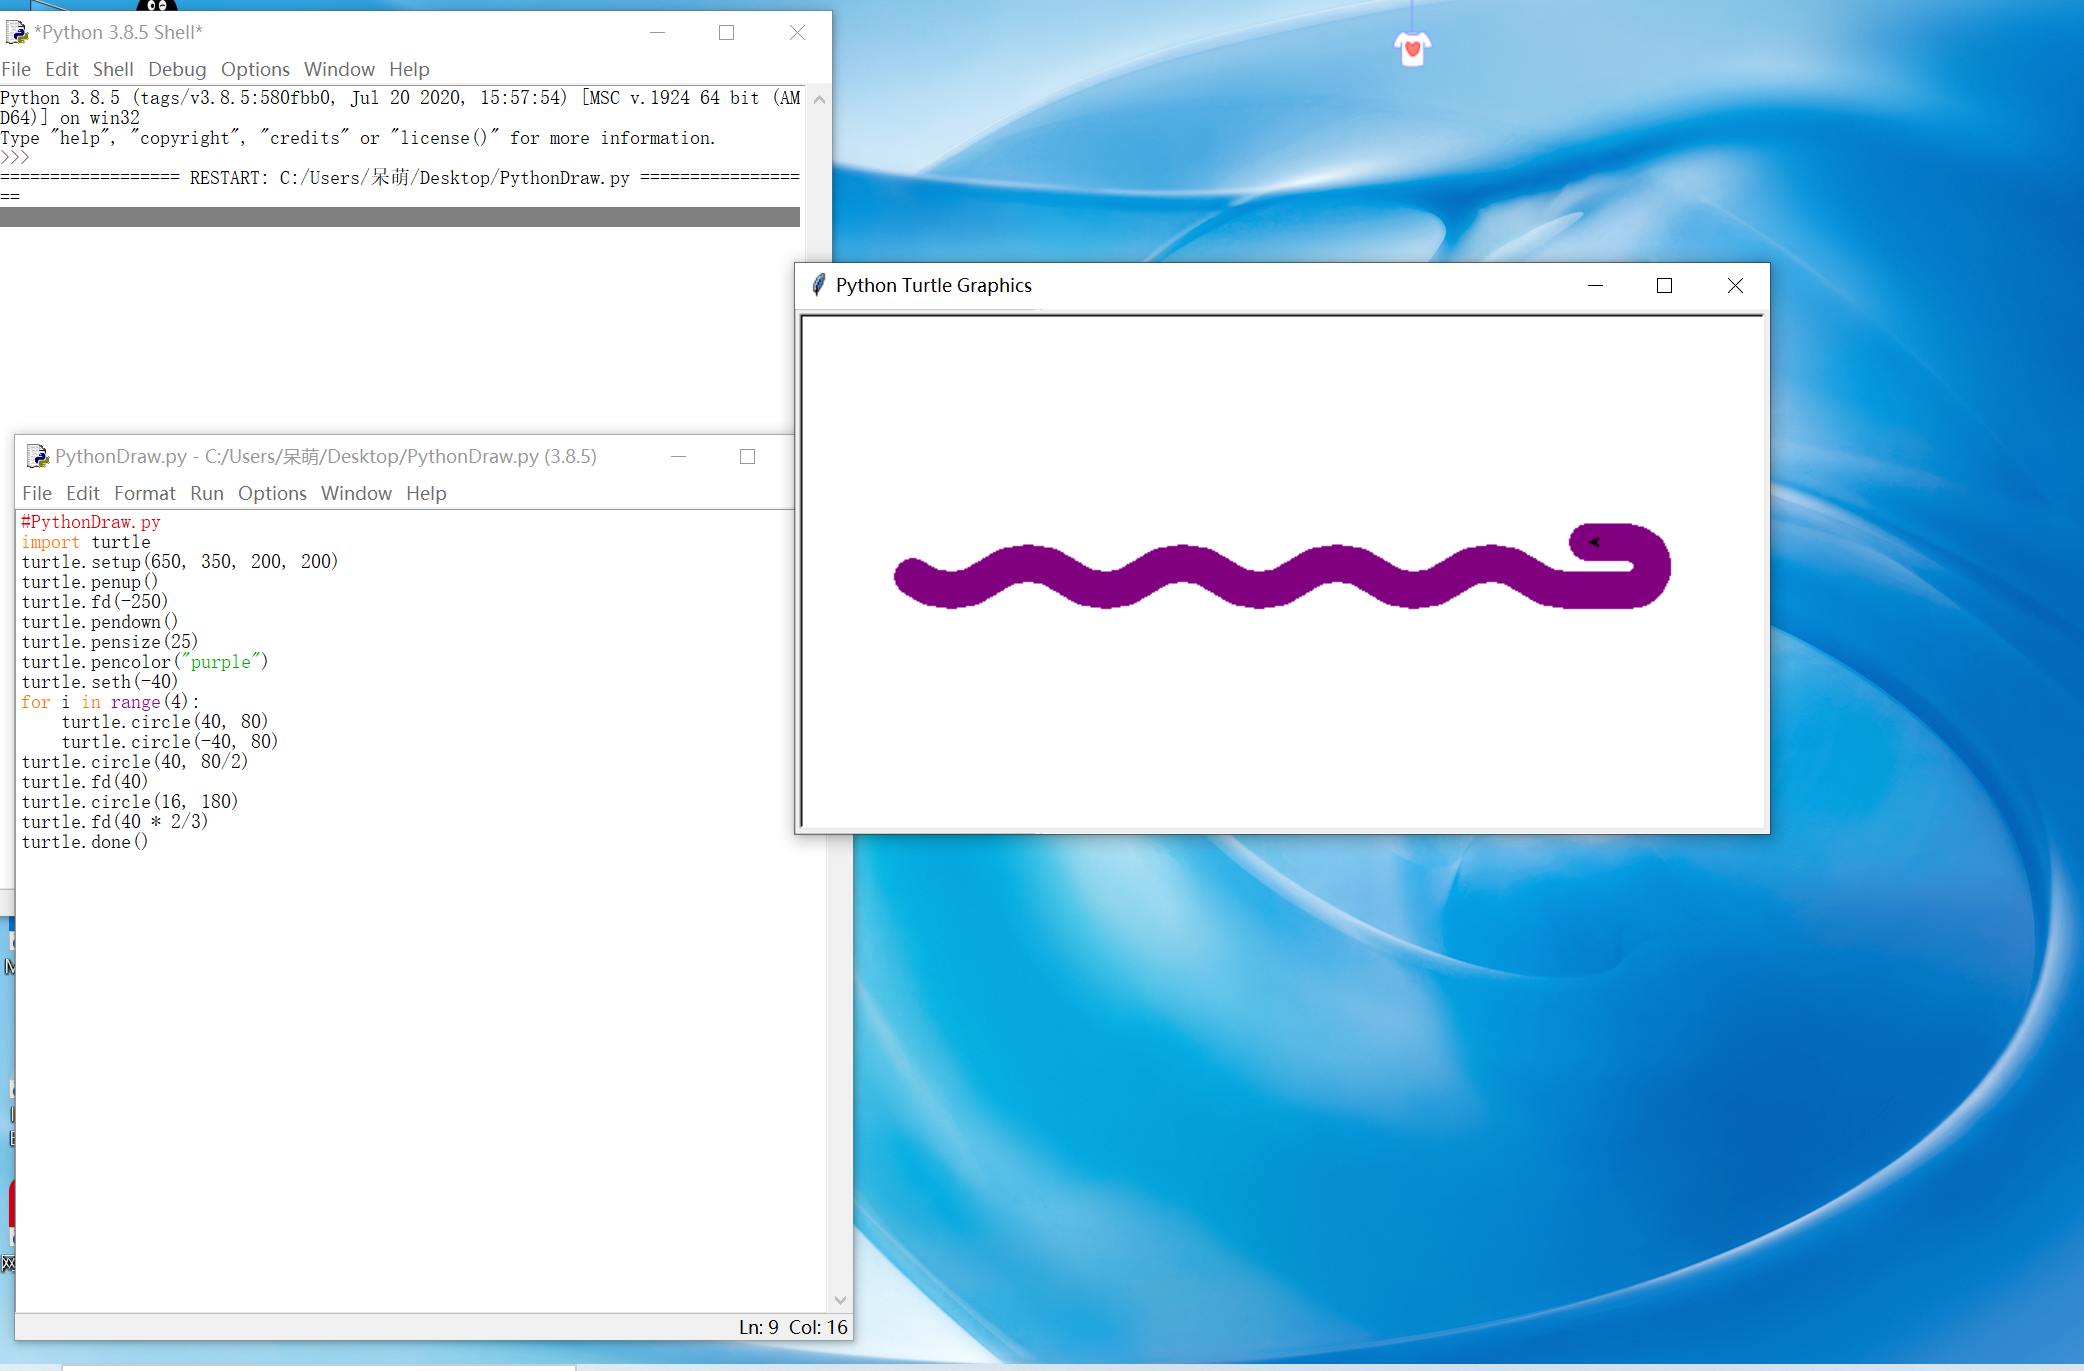 *Python 3.8.5 Shell*
File Edit Shell Debug Options Window Help
Python 3.8.5 (tags/v3.8.5:580fbb0, Jul 20 2020, 15:57:54) [MSC v.1924 64 bit (AM
D64)] on win32
Type "help", "copyright", "credits" or "license()" for more information.
>>>
================== RESTART: C:/Users/呆萌/Desktop/PythonDraw.py ================
==
Python Turtle Graphics
PythonDraw.py - C:/Users/呆萌/Desktop/PythonDraw.py (3.8.5)
File Edit Format Run Options Window Help
#PythonDraw.py
import turtle
turtle.setup(650, 350, 200, 200)
turtle.penup()
turtle.fd(-250)
turtle.pendown()
turtle.pensize(25)
turtle.pencolor("purple")
turtle.seth(-40)
for i in range(4):
    turtle.circle(40, 80)
    turtle.circle(-40, 80)
turtle.circle(40, 80/2)
turtle.fd(40)
turtle.circle(16, 180)
turtle.fd(40 * 2/3)
turtle.done()
Ln: 9 Col: 16